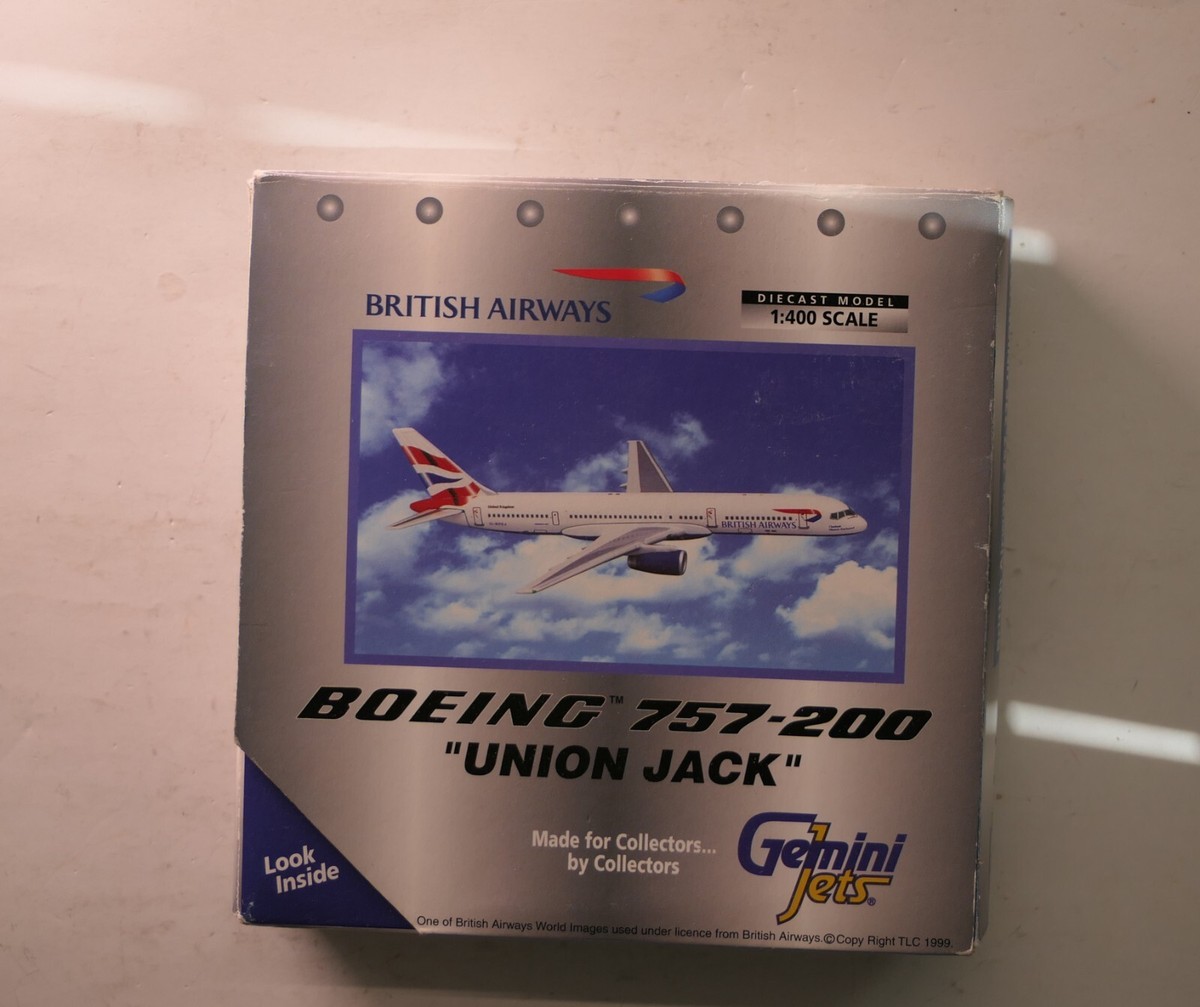 BRITISH AIRWAYS
DIECAST MODEL
1:400 SCALE
BRITISH AIRWAYS
BOEING™ 757-200
"UNION JACK"
Made for Collectors...
by Collectors
Gemini
Jets®
Look
Inside
One of British Airways World Images used under licence from British Airways.©Copy Right TLC 1999.